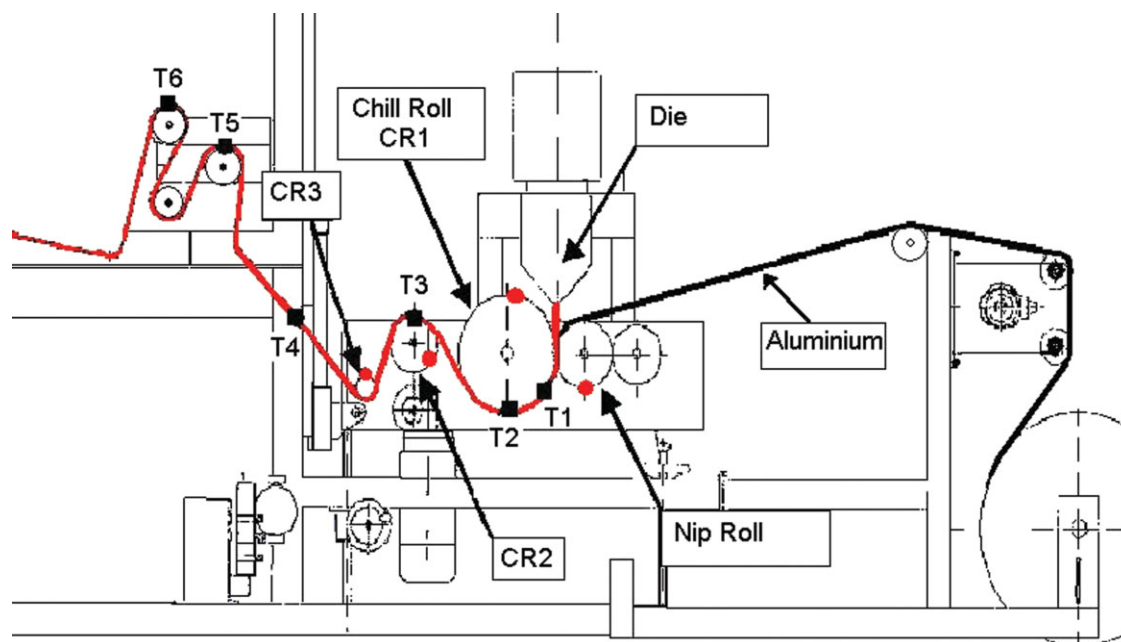 T6
T5
Chill Roll
CR1
Die
CR3
T3
T4
Aluminium
T1
T2
CR2
Nip Roll